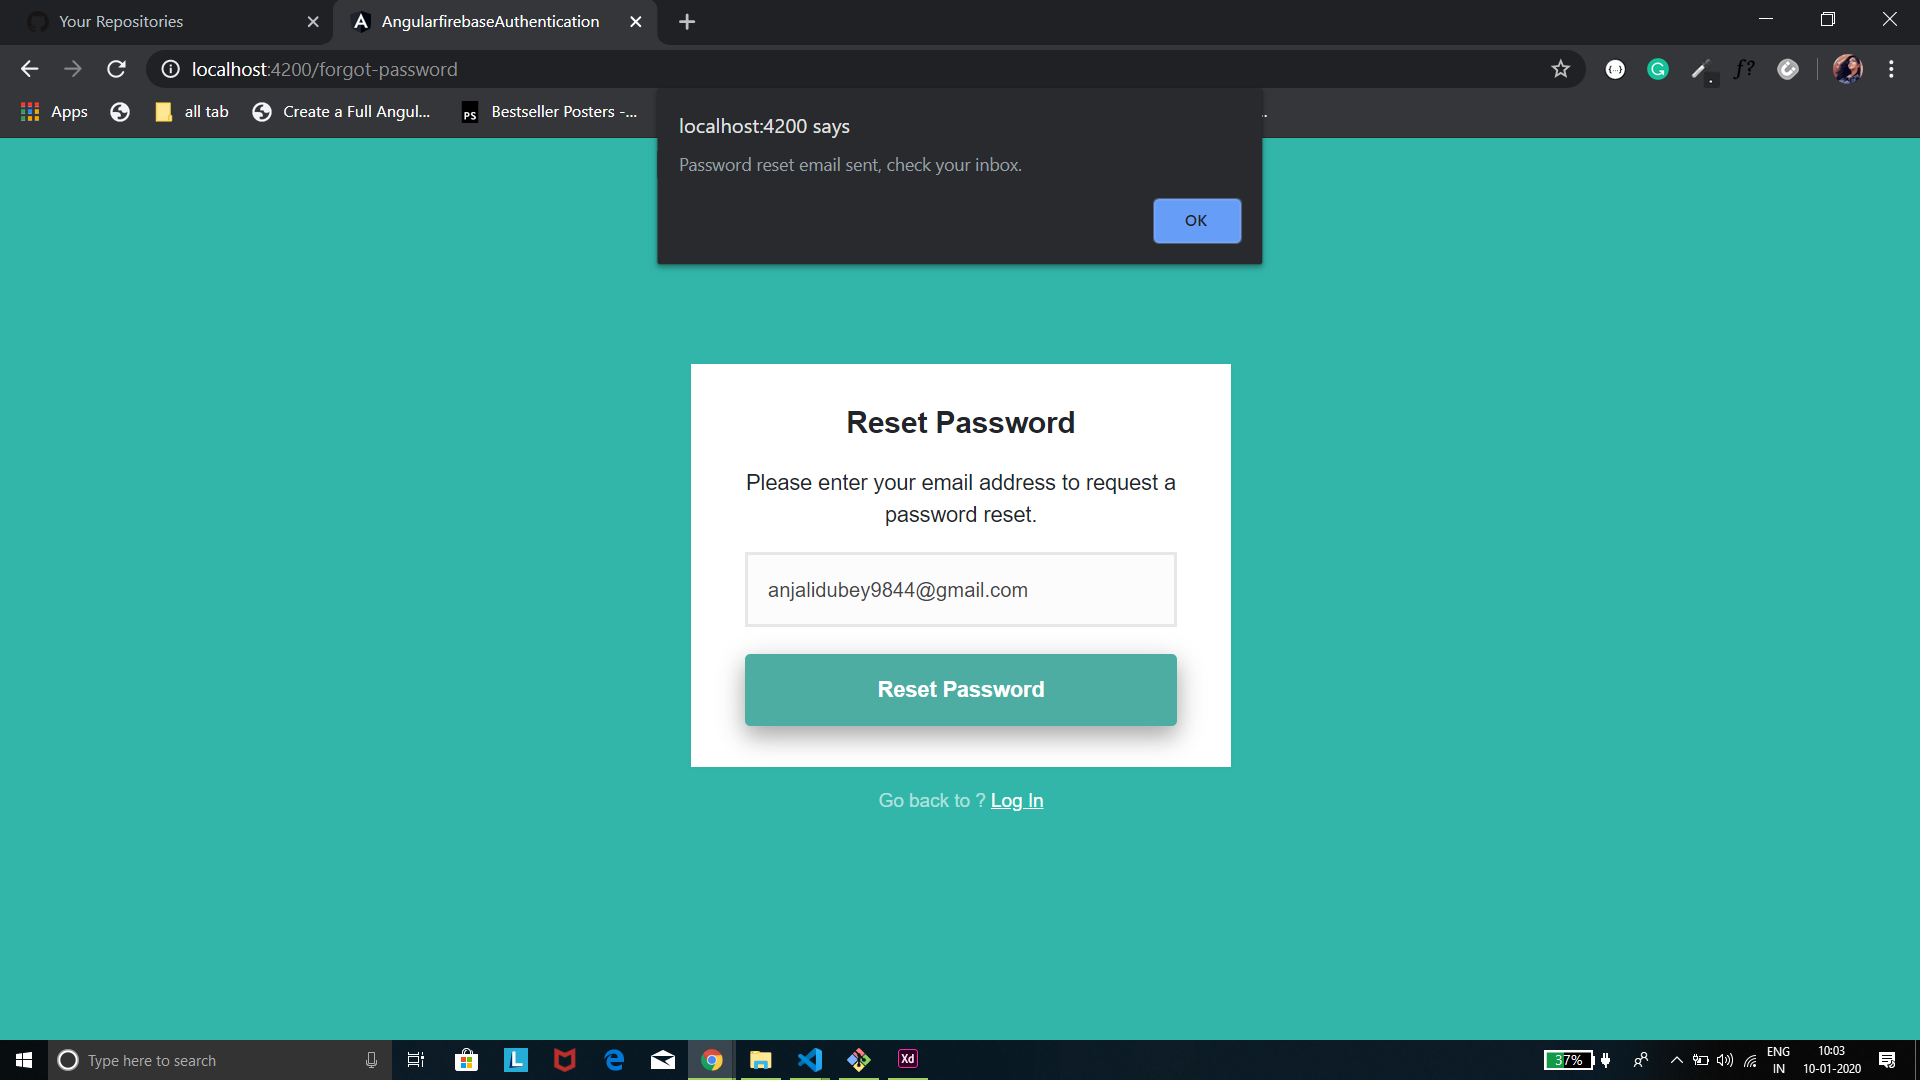 Your Repositories
AngularfirebaseAuthentication
localhost:4200/forgot-password
Apps
all tab
Create a Full Angul...
PS
Bestseller Posters -...
localhost:4200 says
Password reset email sent, check your inbox.
OK
Reset Password
Please enter your email address to request a
password reset.
anjalidubey9844@gmail.com
Reset Password
Go back to ? Log In
Type here to search
L
Xd
37%
ENG
IN
10:03
10-01-2020